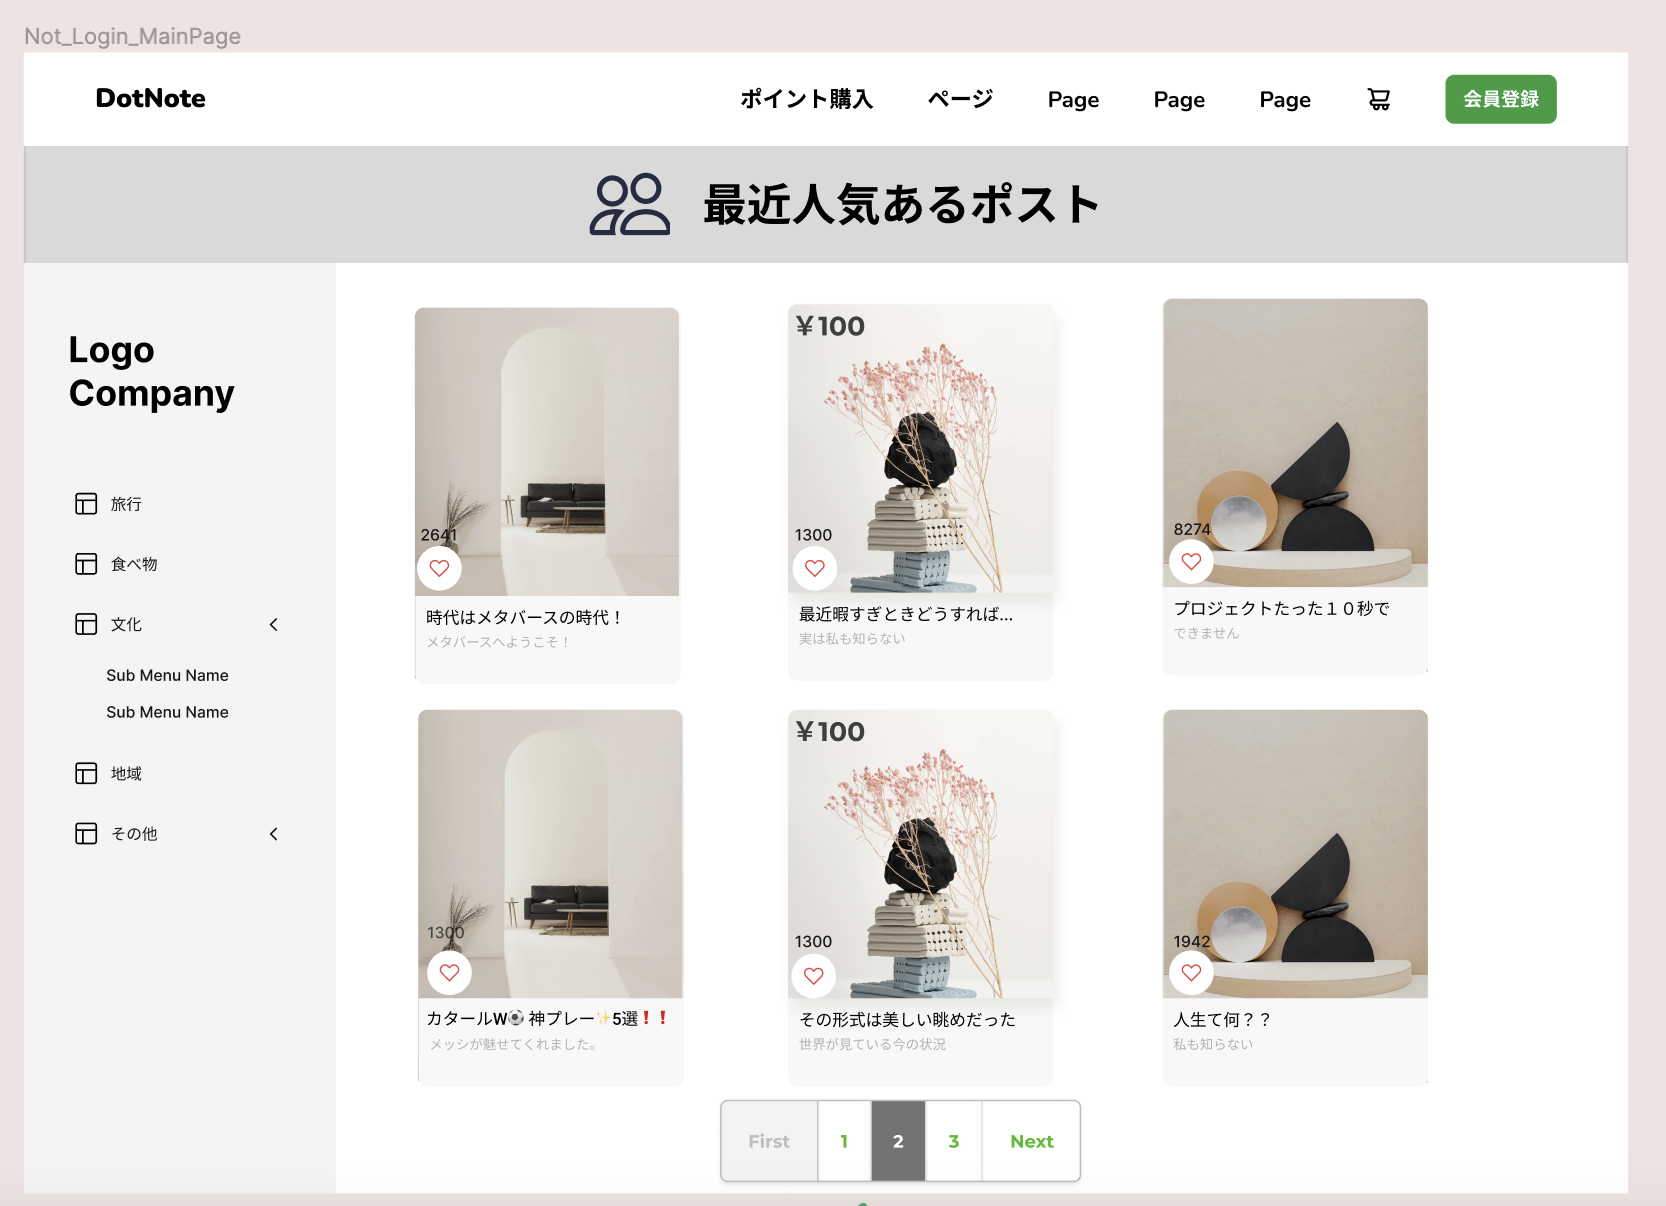 Not_Login_MainPage
DotNote
ポイント購入
ページ
Page
Page
Page
会員登録
最近人気あるポスト
Logo
Company
旅行
食べ物
文化
Sub Menu Name
Sub Menu Name
地域
その他
2641
時代はメタバースの時代！
メタバースへようこそ！
￥100
1300
最近暇すぎときどうすれば...
実は私も知らない
8274
プロジェクトたった１０秒で
できません
1300
カタールW⚽ 神プレー✨5選❗❗
メッシが魅せてくれました。
￥100
1300
その形式は美しい眺めだった
世界が見ている今の状況
1942
人生て何？？
私も知らない
First
1
2
3
Next